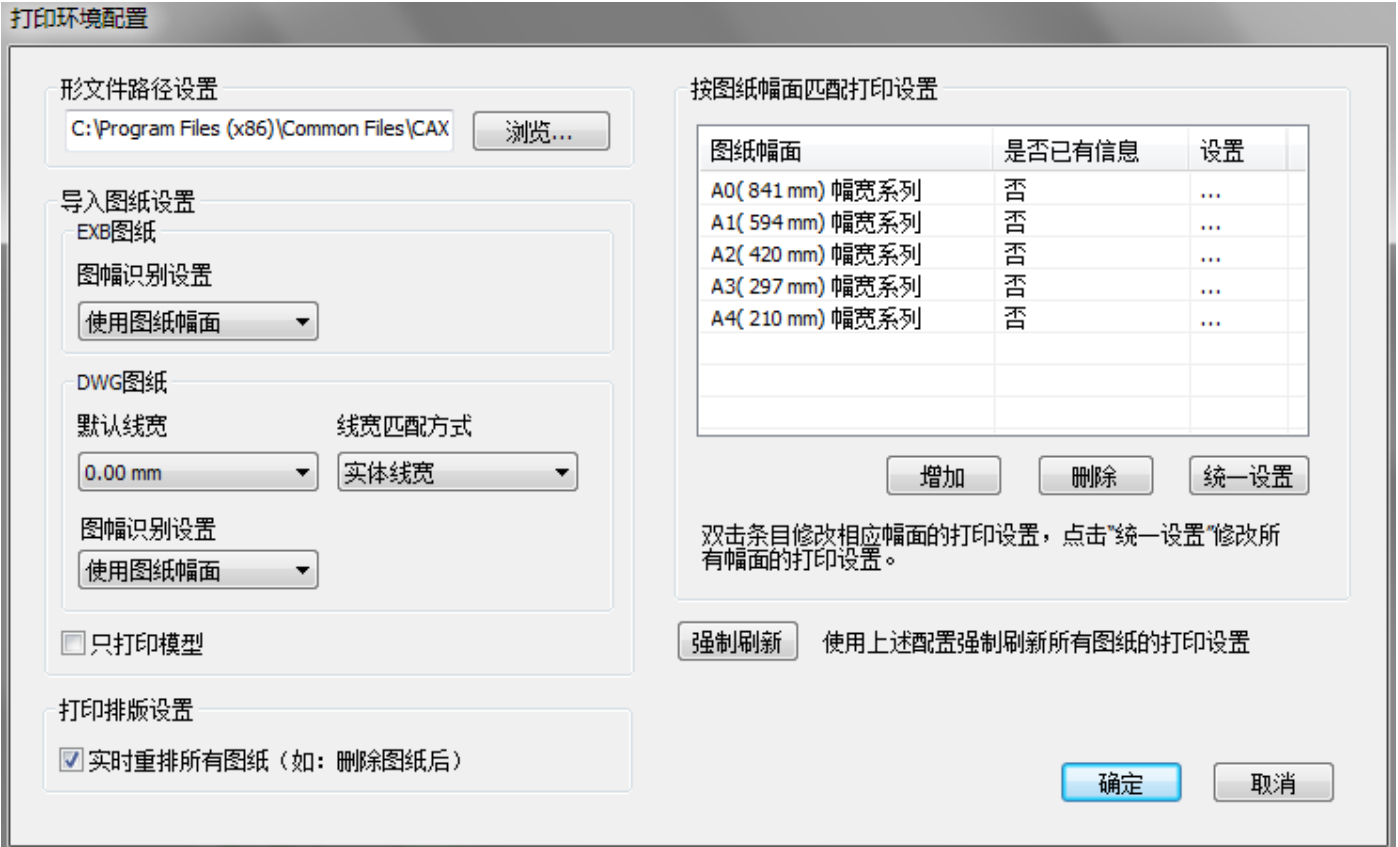 打印环境配置
形文件路径设置
C:\Program Files (x86)\Common Files\CAX
浏览...
导入图纸设置
EXB图纸
图幅识别设置
使用图纸幅面
DWG图纸
默认线宽 线宽匹配方式
0.00 mm 实体线宽
图幅识别设置
使用图纸幅面
只打印模型
打印排版设置
实时重排所有图纸（如：删除图纸后）
按图纸幅面匹配打印设置
图纸幅面 是否已有信息 设置
A0( 841 mm) 幅宽系列 否 ...
A1( 594 mm) 幅宽系列 否 ...
A2( 420 mm) 幅宽系列 否 ...
A3( 297 mm) 幅宽系列 否 ...
A4( 210 mm) 幅宽系列 否 ...
增加 删除 统一设置
双击条目修改相应幅面的打印设置，点击"统一设置"修改所
有幅面的打印设置。
强制刷新 使用上述配置强制刷新所有图纸的打印设置
确定 取消